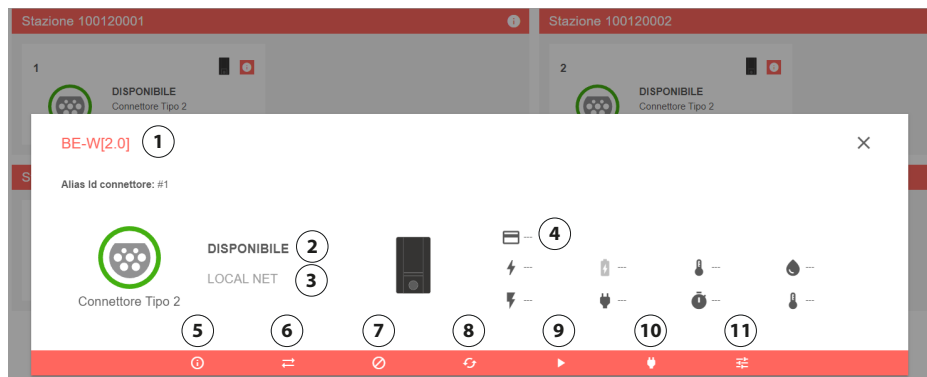 Stazione 100120001
Stazione 100120002
1
2
DISPONIBILE
Connettore Tipo 2
DISPONIBILE
Connettore Tipo 2
BE-W[2.0]
1
S
Alias Id connettore: #1
DISPONIBILE
2
LOCAL NET
3
Connettore Tipo 2
---
4
---
---
---
---
---
---
---
---
5
6
7
8
9
10
11